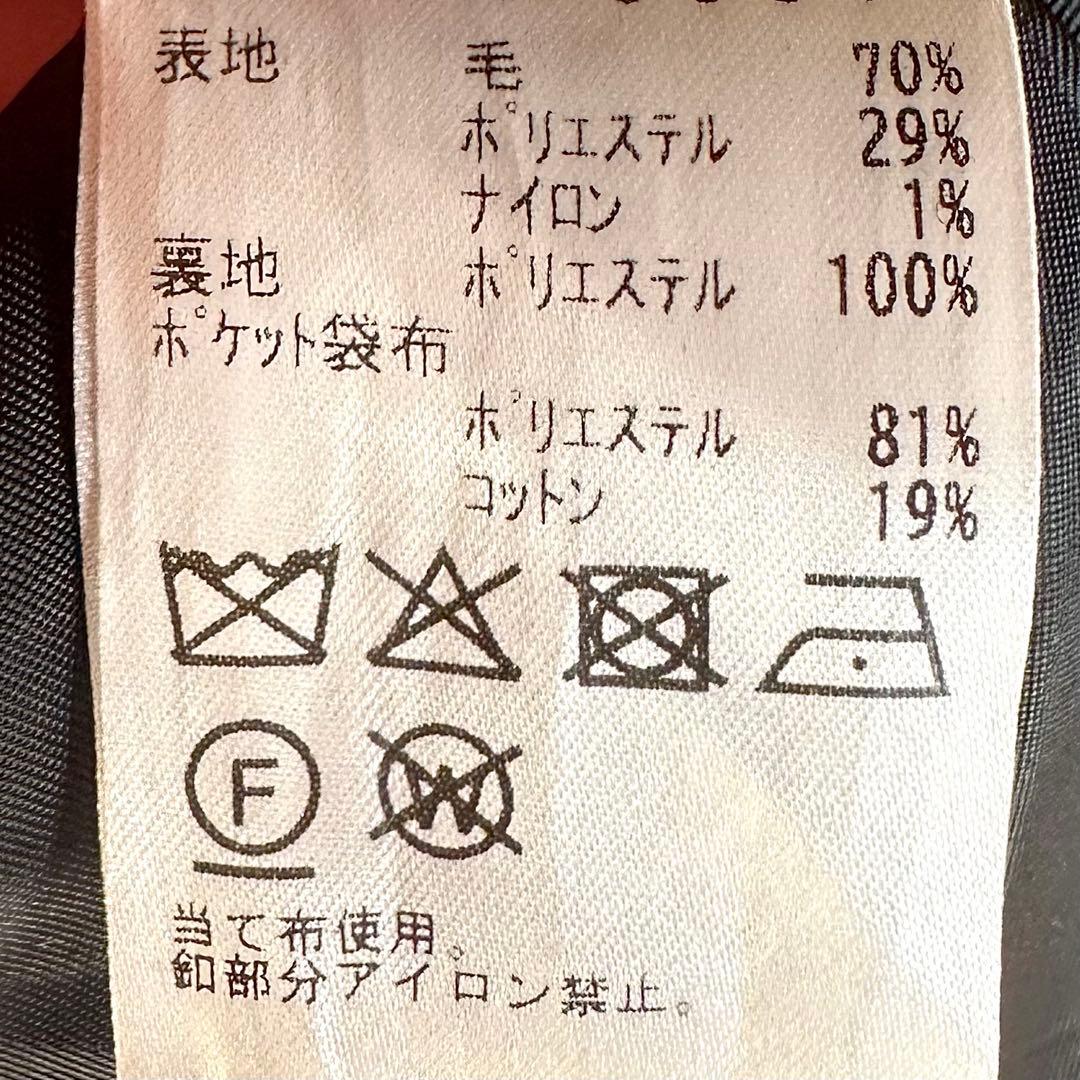 表地 毛 70%
ポリエステル 29%
ナイロン 1%
裏地 ポリエステル 100%
ポケット袋布
ポリエステル 81%
コットン 19%
F W
当て布使用。
釦部分アイロン禁止。